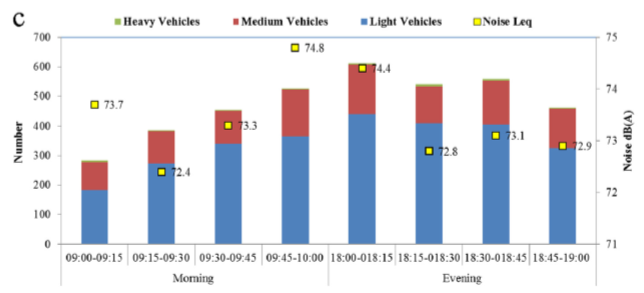 C
Heavy Vehicles Medium Vehicles Light Vehicles Noise Leq
700 75
600 74.8
74.4
500 73.7 74
400 73.3
73.1 73
300 72.8 72.9
72.4
200 72
100
0 71
Number
Noise dB(A)
09:00-09:15 09:15-09:30 09:30-09:45 09:45-10:00 18:00-018:15 18:15-018:30 18:30-018:45 18:45-19:00
Morning Evening